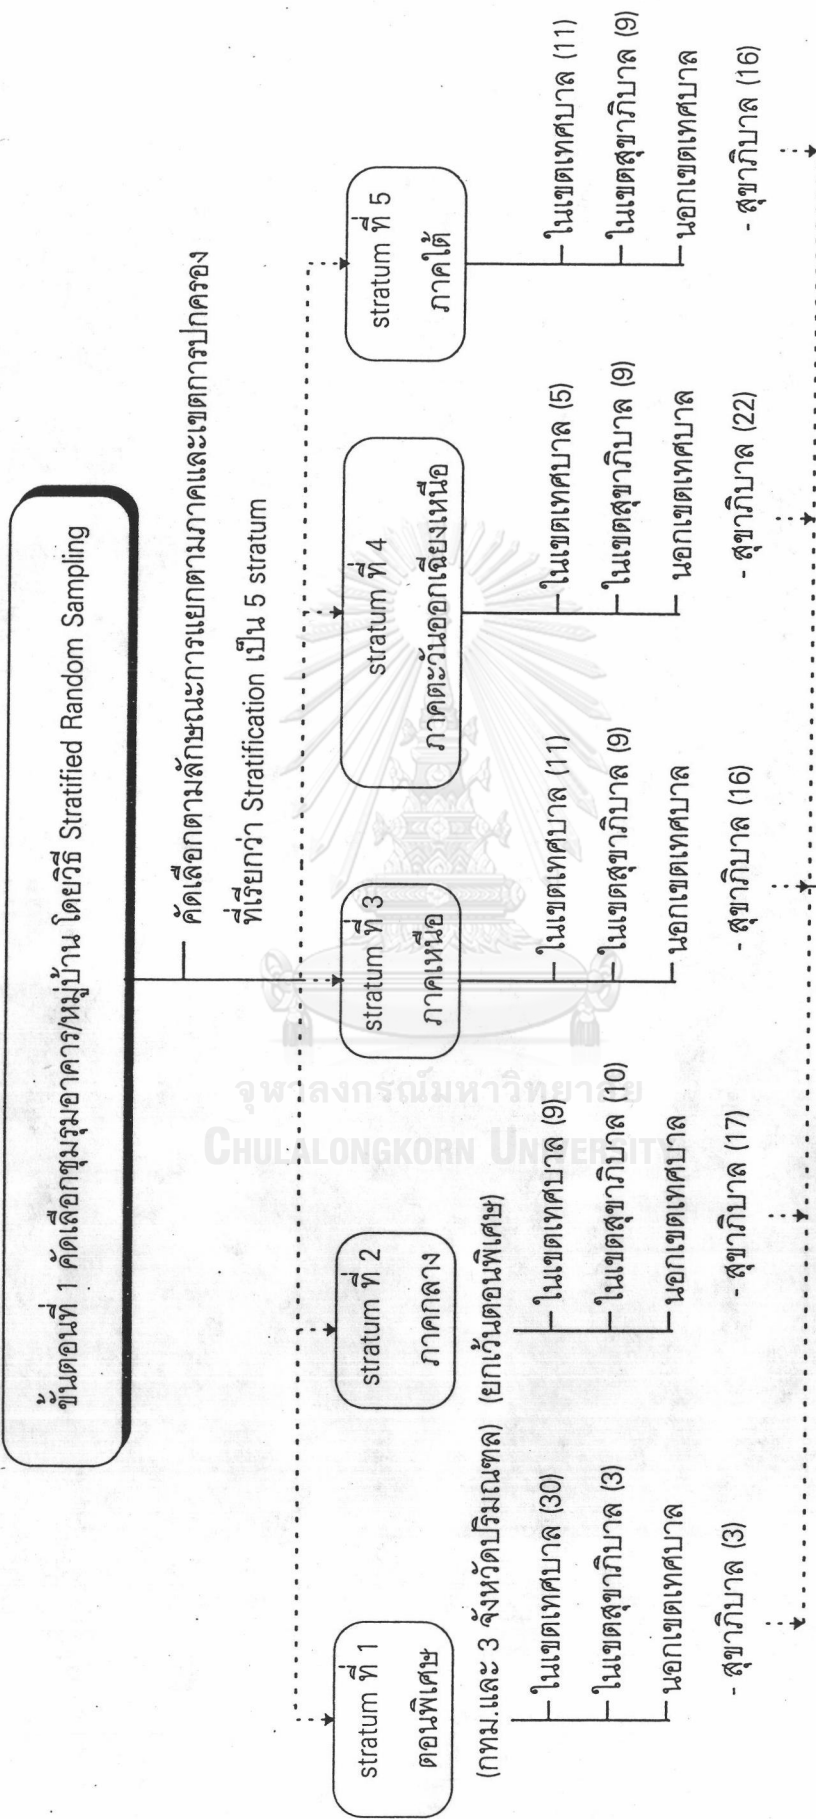 ขั้นตอนที่ 1 คัดเลือกชุมรุมอาคาร/หมู่บ้าน โดยวิธี Stratified Random Sampling
คัดเลือกตามลักษณะการแยกตามภาคและเขตการปกครอง
ที่เรียกว่า Stratification เป็น 5 stratum
stratum ที่ 1
ตอนพิเศษ
(กทม.และ 3 จังหวัดปริมณฑล)
ในเขตเทศบาล (30)
ในเขตสุขาภิบาล (3)
นอกเขตเทศบาล
- สุขาภิบาล (3)
stratum ที่ 2
ภาคกลาง
(ยกเว้นตอนพิเศษ)
ในเขตเทศบาล (9)
ในเขตสุขาภิบาล (10)
นอกเขตเทศบาล
- สุขาภิบาล (17)
stratum ที่ 3
ภาคเหนือ
ในเขตเทศบาล (11)
ในเขตสุขาภิบาล (9)
นอกเขตเทศบาล
- สุขาภิบาล (16)
stratum ที่ 4
ภาคตะวันออกเฉียงเหนือ
ในเขตเทศบาล (5)
ในเขตสุขาภิบาล (9)
นอกเขตเทศบาล
- สุขาภิบาล (22)
stratum ที่ 5
ภาคใต้
ในเขตเทศบาล (11)
ในเขตสุขาภิบาล (9)
นอกเขตเทศบาล
- สุขาภิบาล (16)
จุฬาลงกรณ์มหาวิทยาลัย
CHULALONGKORN UNIVERSITY